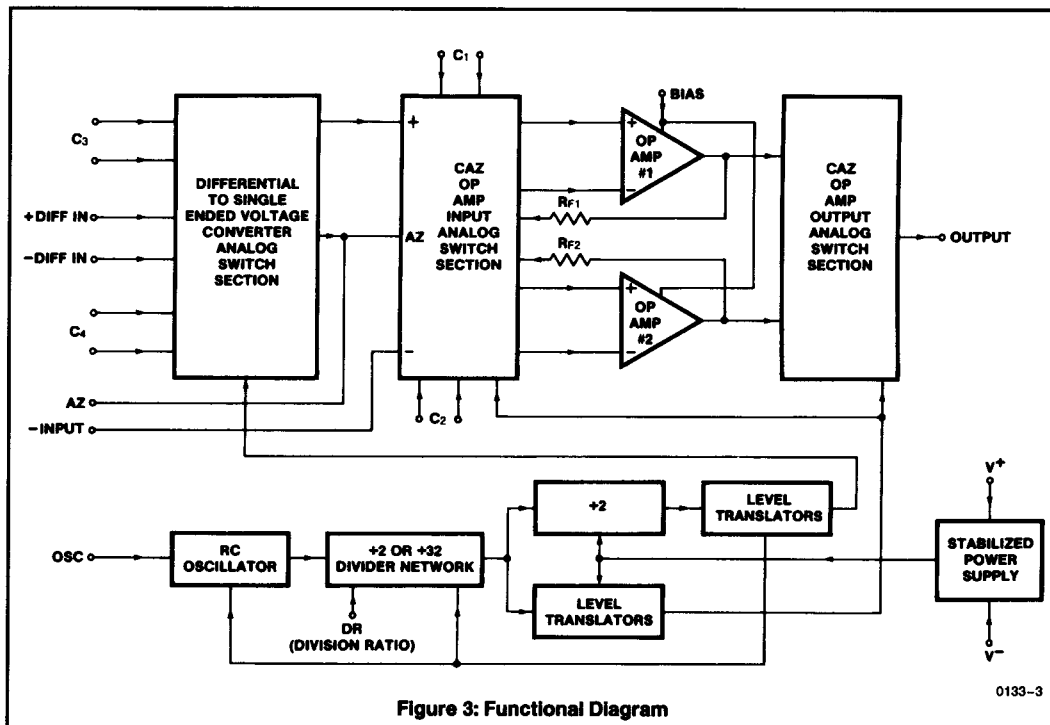 C1
BIAS
C3
+DIFF IN
−DIFF IN
C4
AZ
−INPUT
DIFFERENTIAL
TO SINGLE
ENDED VOLTAGE
CONVERTER
ANALOG
SWITCH
SECTION
+
AZ
−
CAZ
OP
AMP
INPUT
ANALOG
SWITCH
SECTION
C2
+
OP
AMP
#1
−
RF1
RF2
+
OP
AMP
#2
−
CAZ
OP
AMP
OUTPUT
ANALOG
SWITCH
SECTION
OUTPUT
OSC
RC
OSCILLATOR
÷2 OR ÷32
DIVIDER NETWORK
DR
(DIVISION RATIO)
÷2
LEVEL
TRANSLATORS
LEVEL
TRANSLATORS
V+
STABILIZED
POWER
SUPPLY
V−
0133–3
Figure 3: Functional Diagram